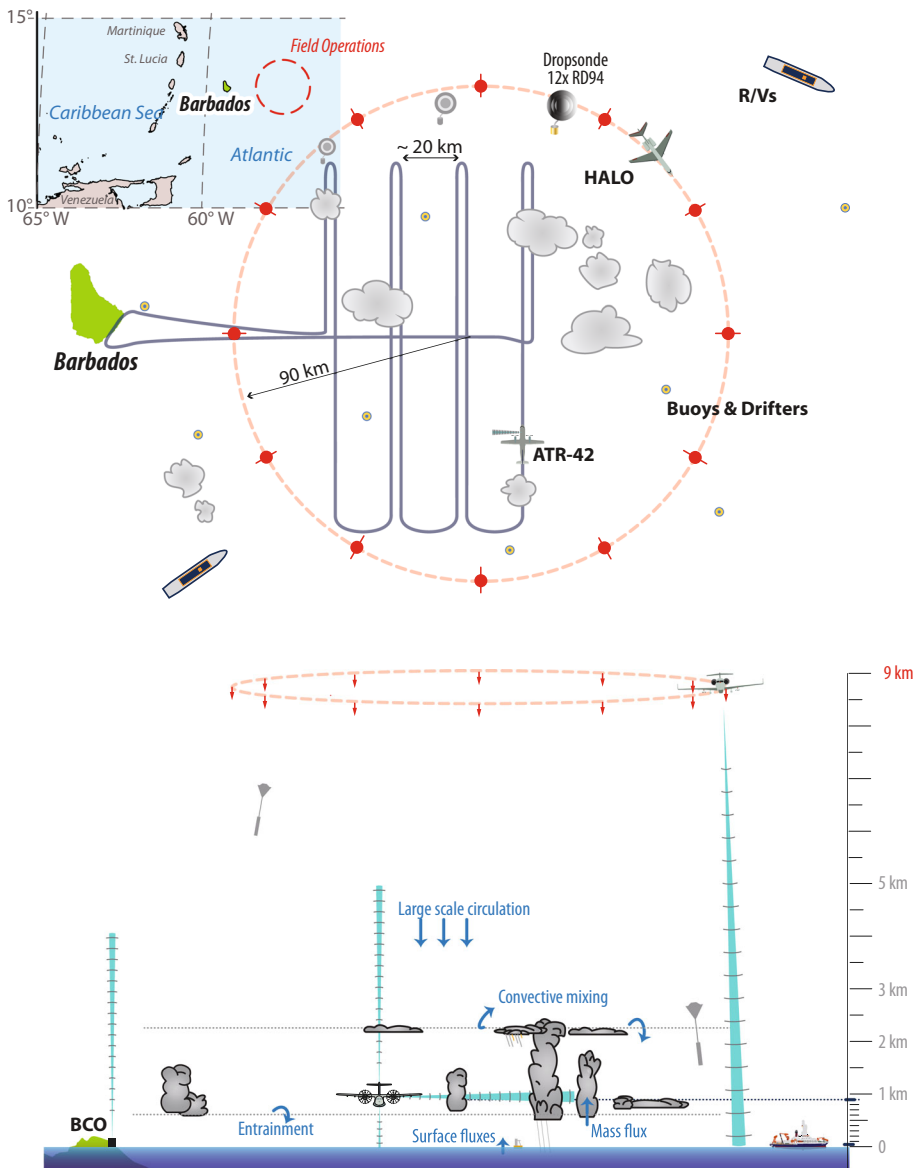 15°
Martinique
St. Lucia
Field Operations
Barbados
Caribbean Sea
Atlantic
Venezuela
10°
65° W
60° W
Dropsonde
12x RD94
R/Vs
HALO
~ 20 km
Barbados
90 km
Buoys & Drifters
ATR-42
9 km
5 km
Large scale circulation
Convective mixing
3 km
2 km
1 km
BCO
Entrainment
Surface fluxes
Mass flux
0